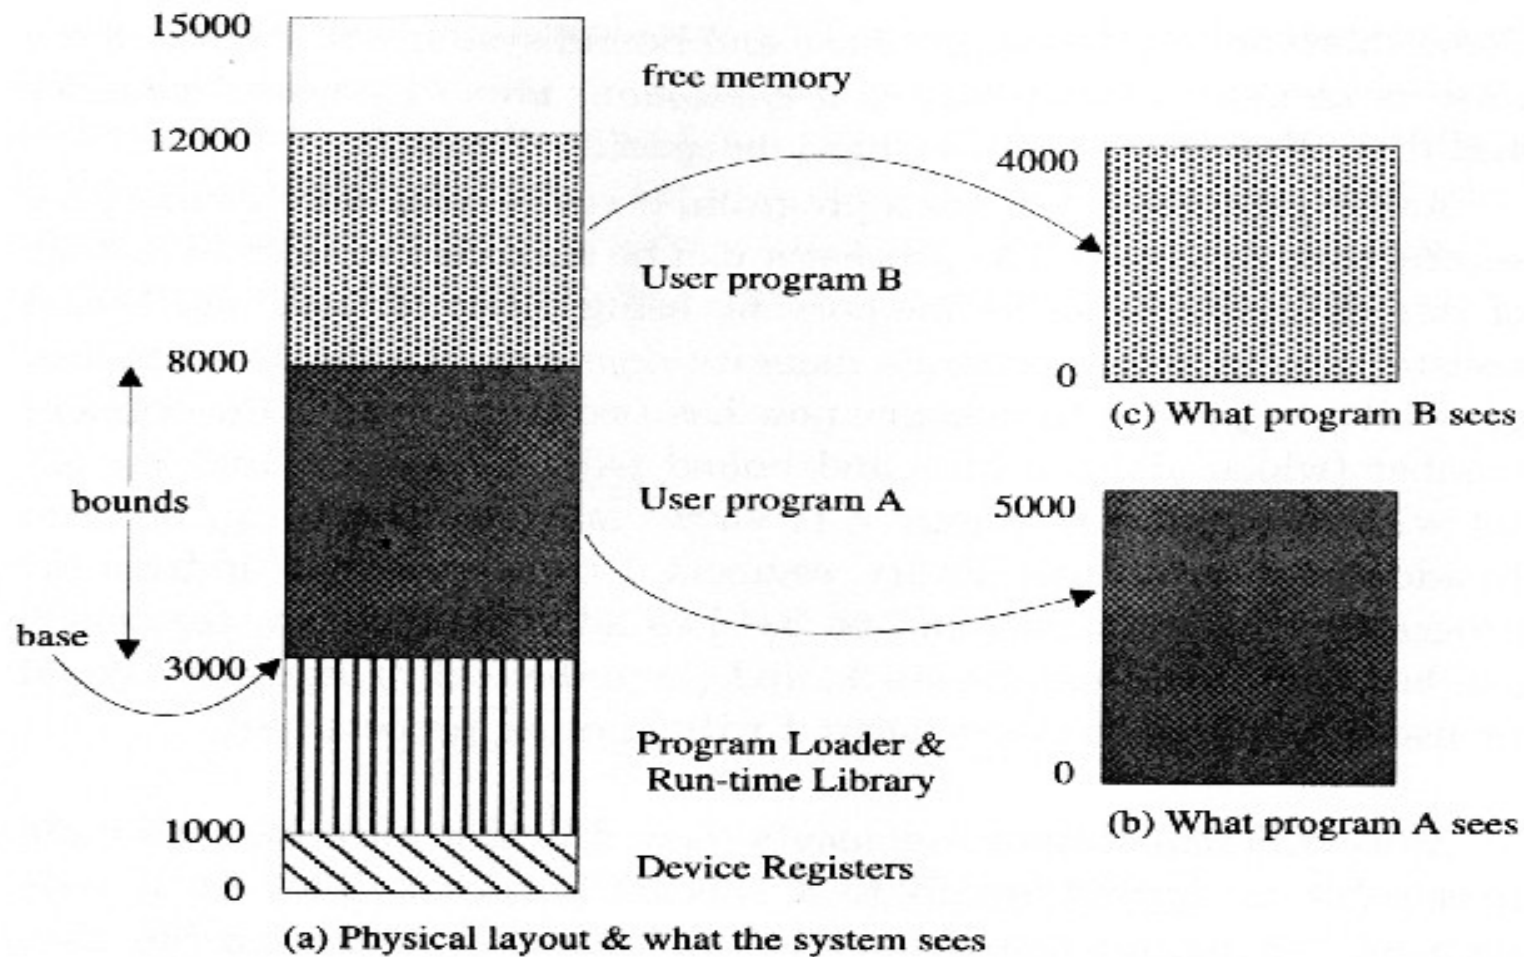 15000
free memory
12000
4000
User program B
0
8000
(c) What program B sees
bounds
User program A
5000
base
3000
Program Loader &
Run-time Library
0
1000
(b) What program A sees
Device Registers
0
(a) Physical layout & what the system sees